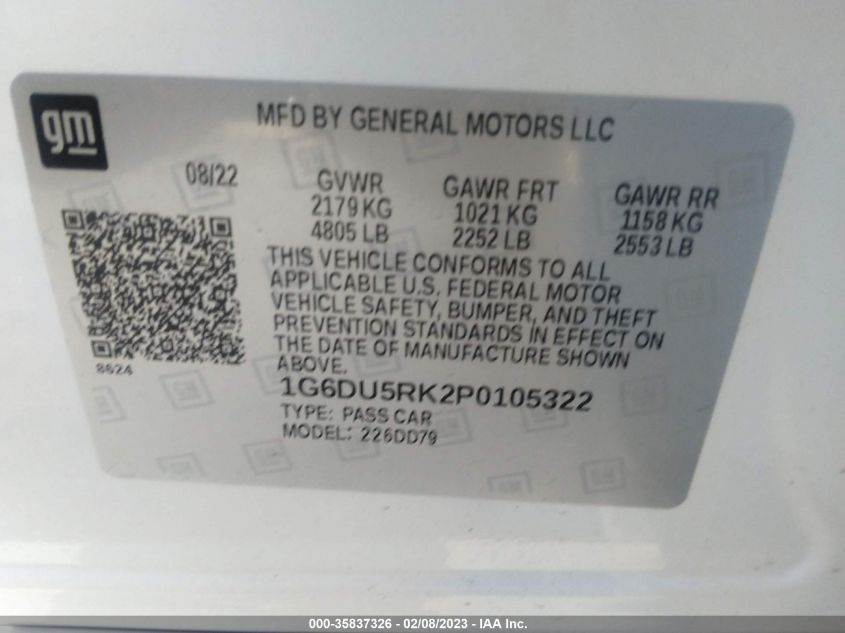 gm
MFD BY GENERAL MOTORS LLC
08/22
GVWR GAWR FRT GAWR RR
2179 KG 1021 KG 1158 KG
4805 LB 2252 LB 2553 LB
THIS VEHICLE CONFORMS TO ALL
APPLICABLE U.S. FEDERAL MOTOR
VEHICLE SAFETY, BUMPER, AND THEFT
PREVENTION STANDARDS IN EFFECT ON
THE DATE OF MANUFACTURE SHOWN
ABOVE.
8624
1G6DU5RK2P0105322
TYPE: PASS CAR
MODEL: 226DD79
000-35837326 - 02/08/2023 - IAA Inc.